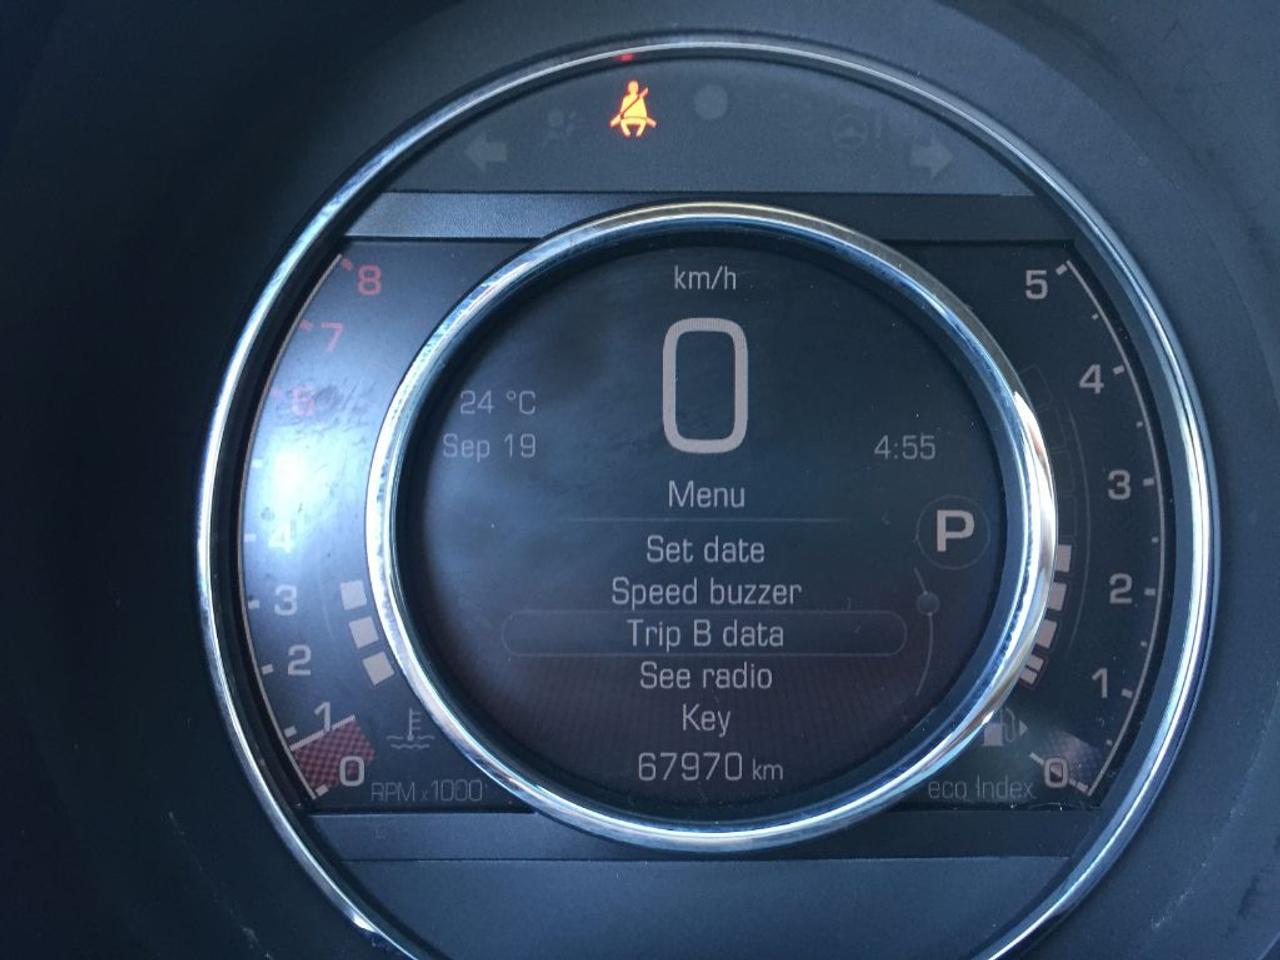 km/h
8
5
7
0
4
6
24 °C
Sep 19
4:55
3
Menu
P
4
Set date
3
Speed buzzer
2
Trip B data
2
See radio
1
1
Key
0
67970 km
0
RPM x1000
eco Index